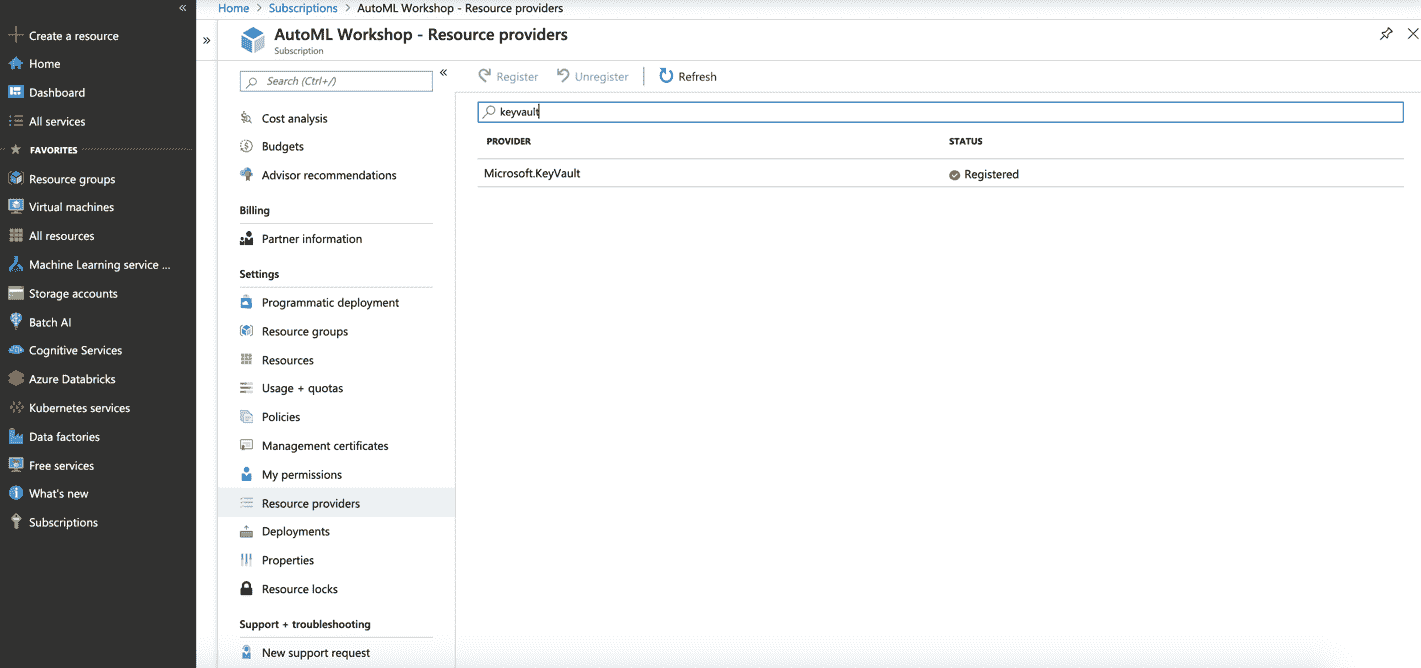 Home > Subscriptions > AutoML Workshop - Resource providers
«
Create a resource
Home
Dashboard
All services
FAVORITES
Resource groups
Virtual machines
All resources
Machine Learning service ...
Storage accounts
Batch AI
Cognitive Services
Azure Databricks
Kubernetes services
Data factories
Free services
What's new
Subscriptions
»
AutoML Workshop - Resource providers
Subscription
Search (Ctrl+/)
«
Cost analysis
Budgets
Advisor recommendations
Billing
Partner information
Settings
Programmatic deployment
Resource groups
Resources
Usage + quotas
Policies
Management certificates
My permissions
Resource providers
Deployments
Properties
Resource locks
Support + troubleshooting
New support request
Register Unregister Refresh
keyvault
PROVIDER STATUS
Microsoft.KeyVault Registered